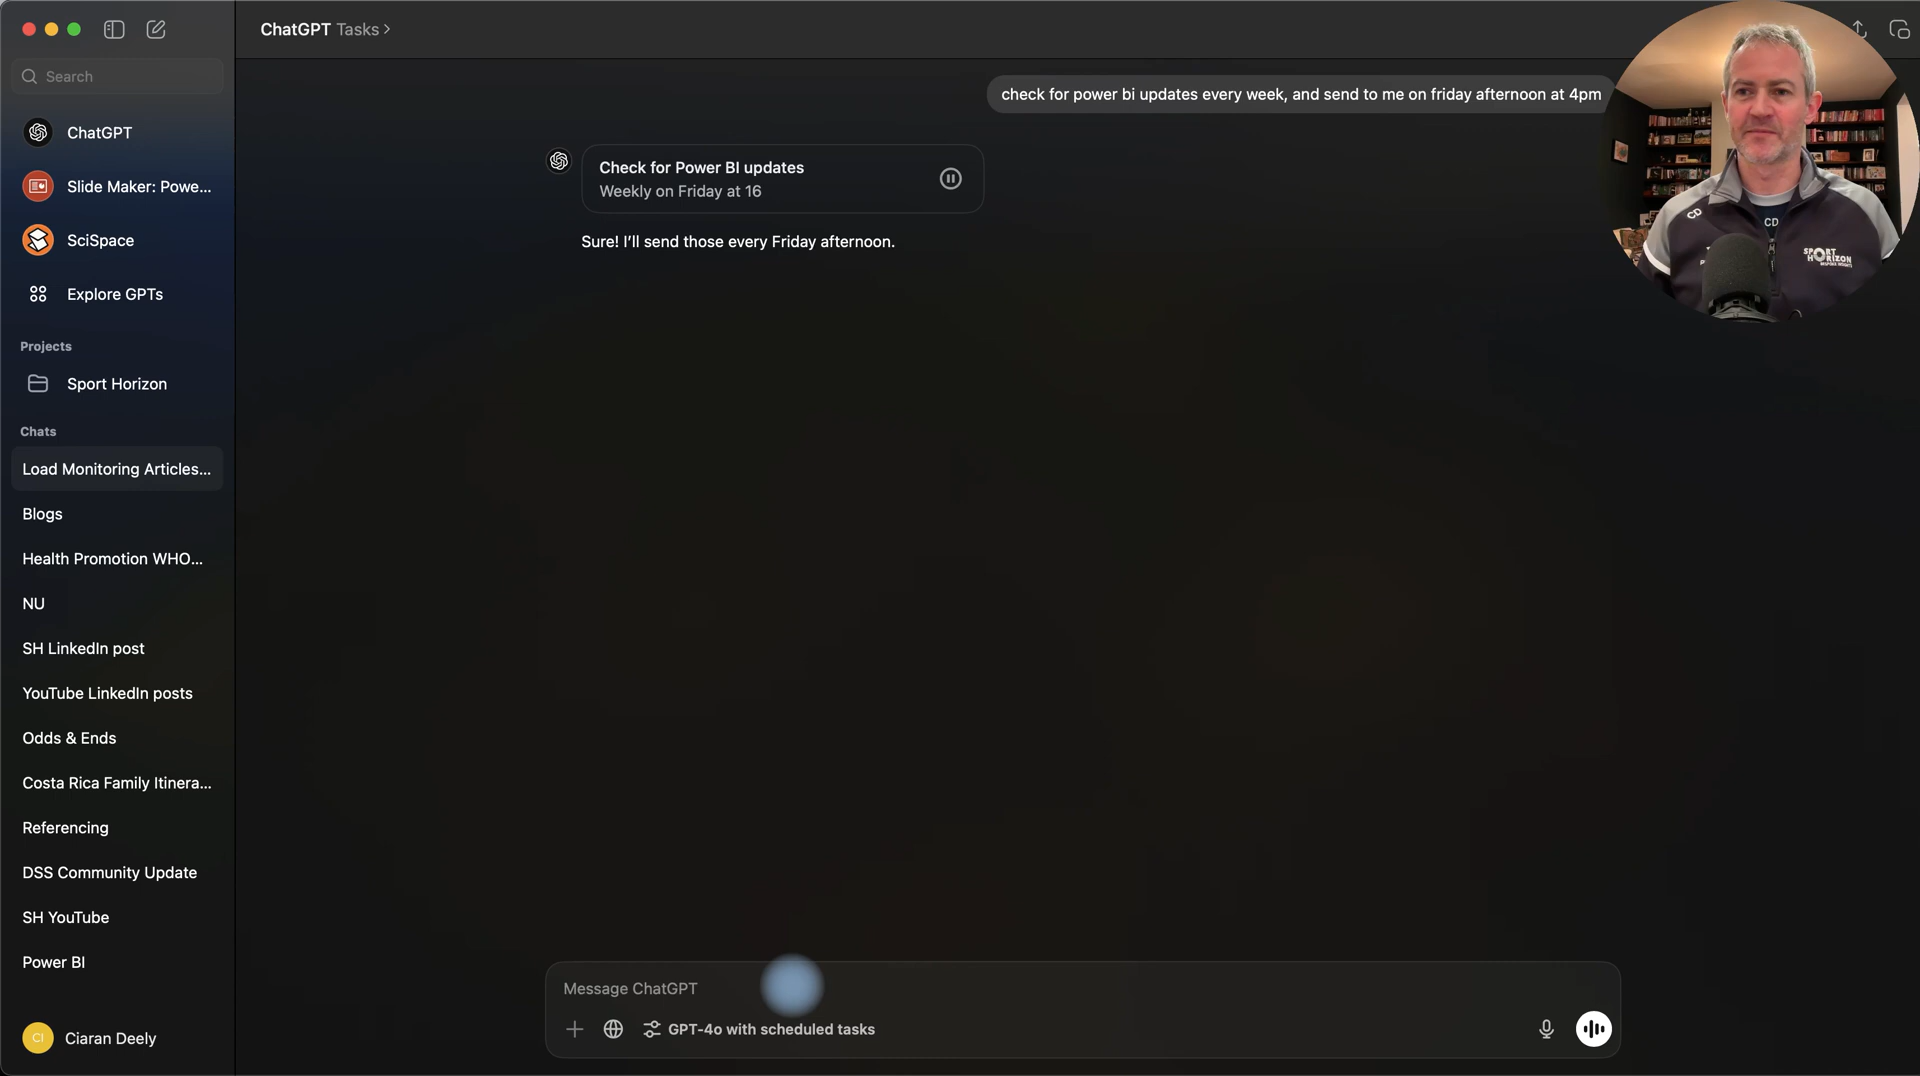 ChatGPT Tasks >
Search
ChatGPT
Slide Maker: Powe...
SciSpace
Explore GPTs
Projects
Sport Horizon
Chats
Load Monitoring Articles...
Blogs
Health Promotion WHO...
NU
SH LinkedIn post
YouTube LinkedIn posts
Odds & Ends
Costa Rica Family Itinera...
Referencing
DSS Community Update
SH YouTube
Power BI
CI
Ciaran Deely
check for power bi updates every week, and send to me on friday afternoon at 4pm
Check for Power BI updates
Weekly on Friday at 16
Sure! I'll send those every Friday afternoon.
Message ChatGPT
GPT-4o with scheduled tasks
CD
CD
SPORT
HORIZON